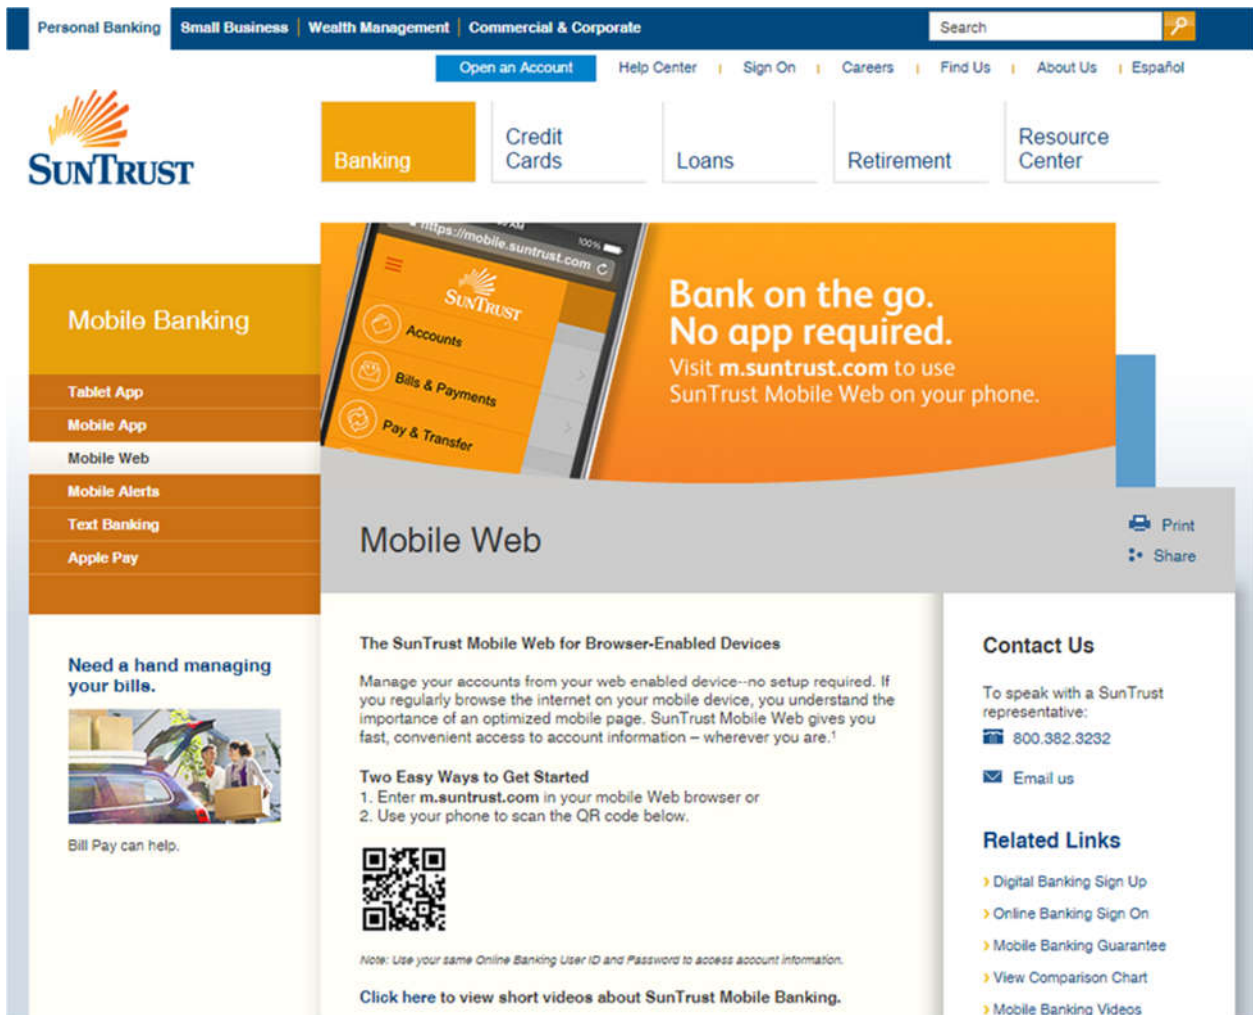 Personal Banking
Small Business
Wealth Management
Commercial & Corporate
Search
Open an Account
Help Center
Sign On
Careers
Find Us
About Us
Español
SUNTRUST
Banking
Credit
Cards
Loans
Retirement
Resource
Center
Mobile Banking
Tablet App
Mobile App
Mobile Web
Mobile Alerts
Text Banking
Apple Pay
AM
100%
https://mobile.suntrust.com
SUNTRUST
Accounts
Bills & Payments
Pay & Transfer
Bank on the go.
No app required.
Visit m.suntrust.com to use
SunTrust Mobile Web on your phone.
Mobile Web
Print
Share
Need a hand managing
your bills.
Bill Pay can help.
The SunTrust Mobile Web for Browser-Enabled Devices
Manage your accounts from your web enabled device--no setup required. If
you regularly browse the internet on your mobile device, you understand the
importance of an optimized mobile page. SunTrust Mobile Web gives you
fast, convenient access to account information – wherever you are.¹
Two Easy Ways to Get Started
1. Enter m.suntrust.com in your mobile Web browser or
2. Use your phone to scan the QR code below.
Note: Use your same Online Banking User ID and Password to access account information.
Click here to view short videos about SunTrust Mobile Banking.
Contact Us
To speak with a SunTrust
representative:
800.382.3232
Email us
Related Links
Digital Banking Sign Up
Online Banking Sign On
Mobile Banking Guarantee
View Comparison Chart
Mobile Banking Videos